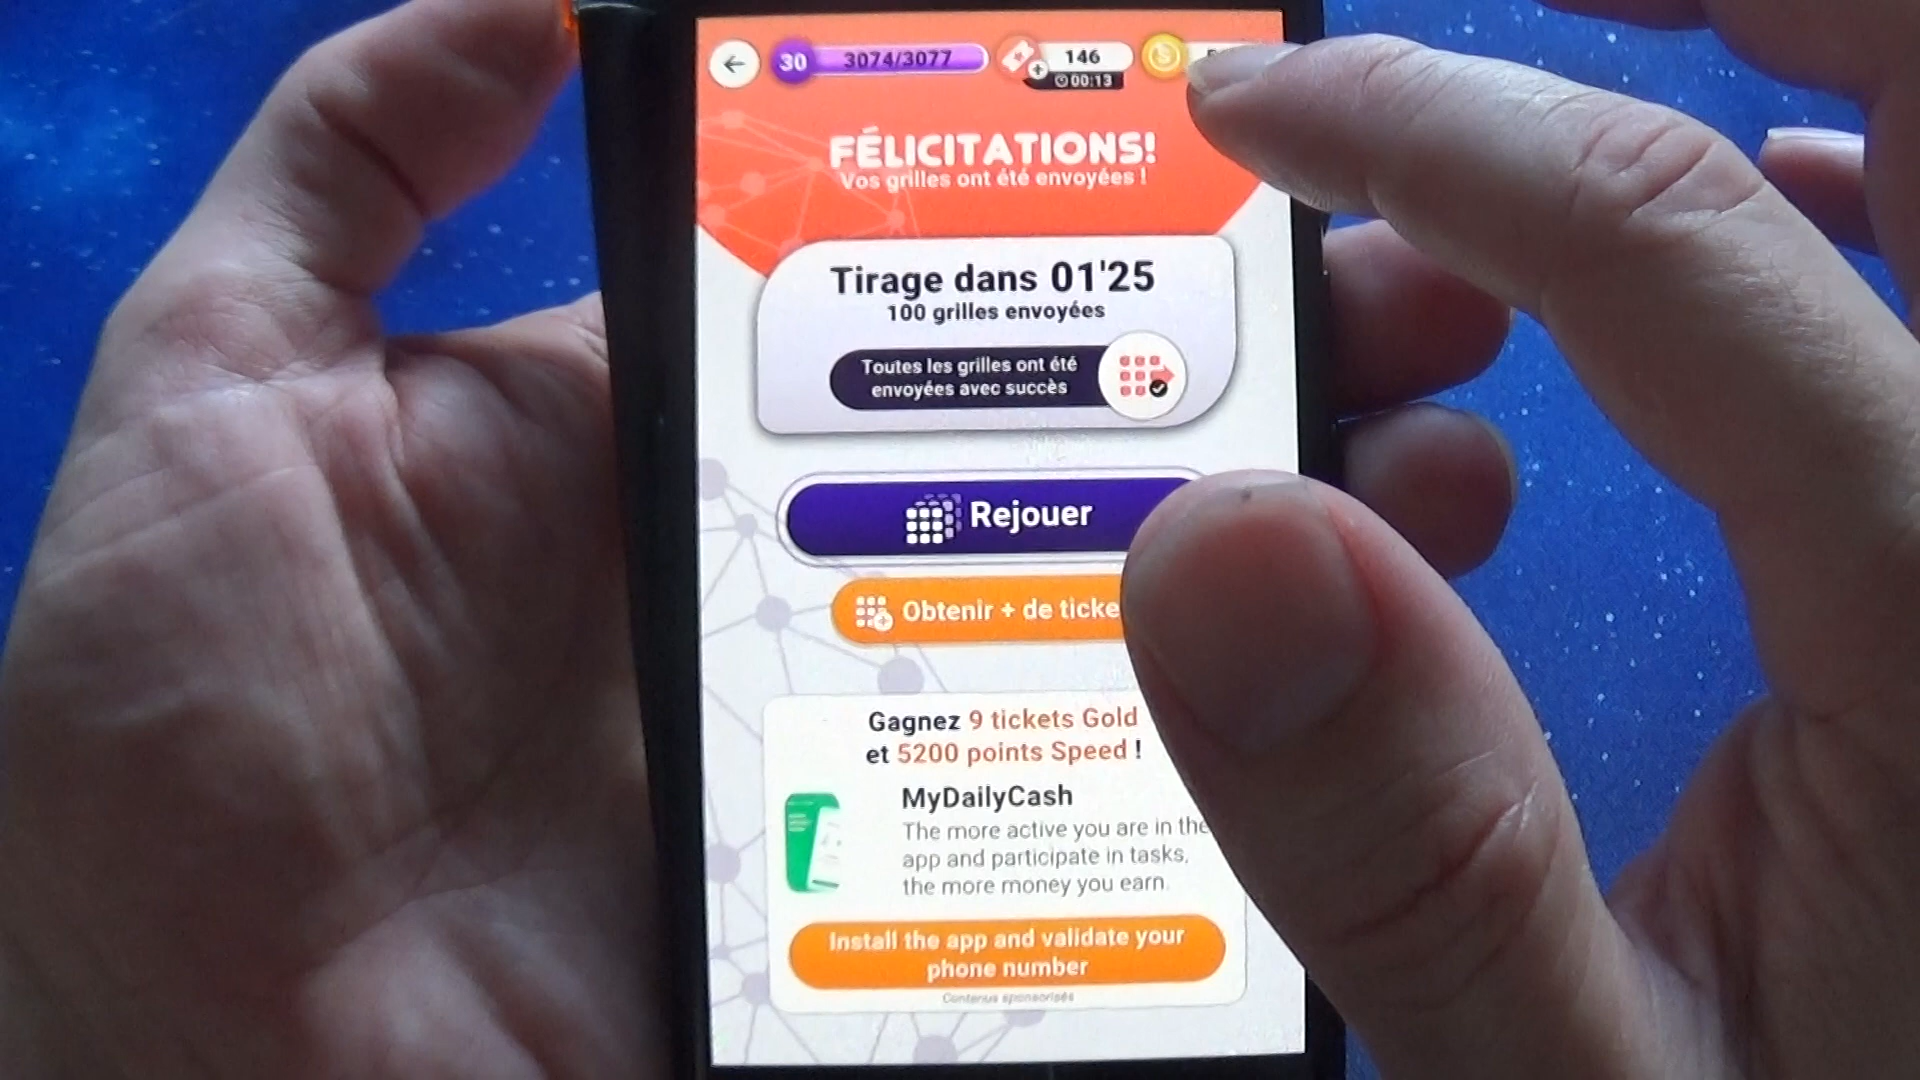 30 3074/3077 146
00:13
FÉLICITATIONS!
Vos grilles ont été envoyées !
Tirage dans 01'25
100 grilles envoyées
Toutes les grilles ont été
envoyées avec succès
Rejouer
Obtenir + de ticke
Gagnez 9 tickets Gold
et 5200 points Speed !
MyDailyCash
The more active you are in the
app and participate in tasks,
the more money you earn.
Install the app and validate your
phone number
Contenus sponsorisés